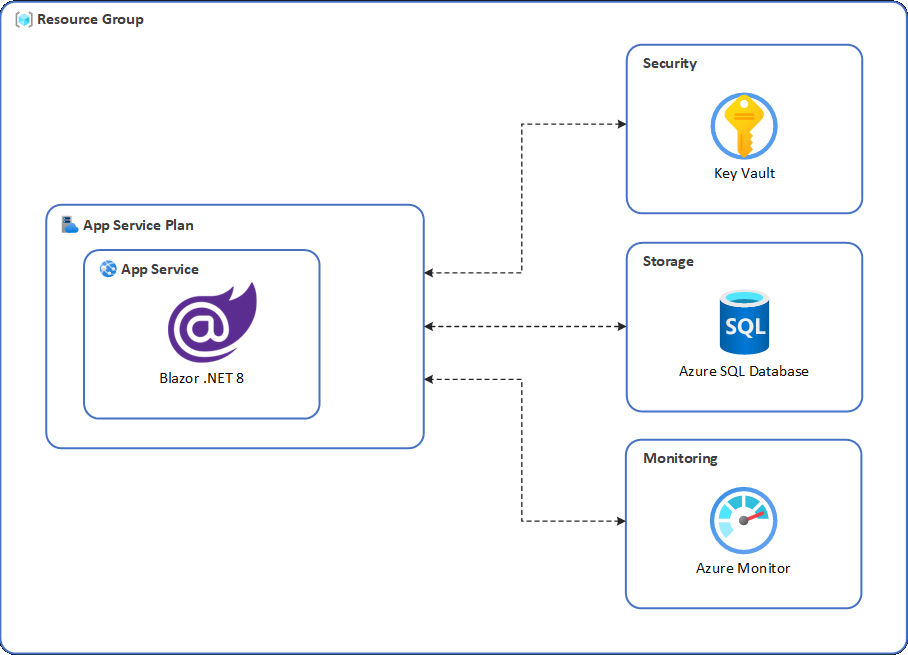 Resource Group
Security
Key Vault
App Service Plan
App Service
Blazor .NET 8
Storage
SQL
Azure SQL Database
Monitoring
Azure Monitor